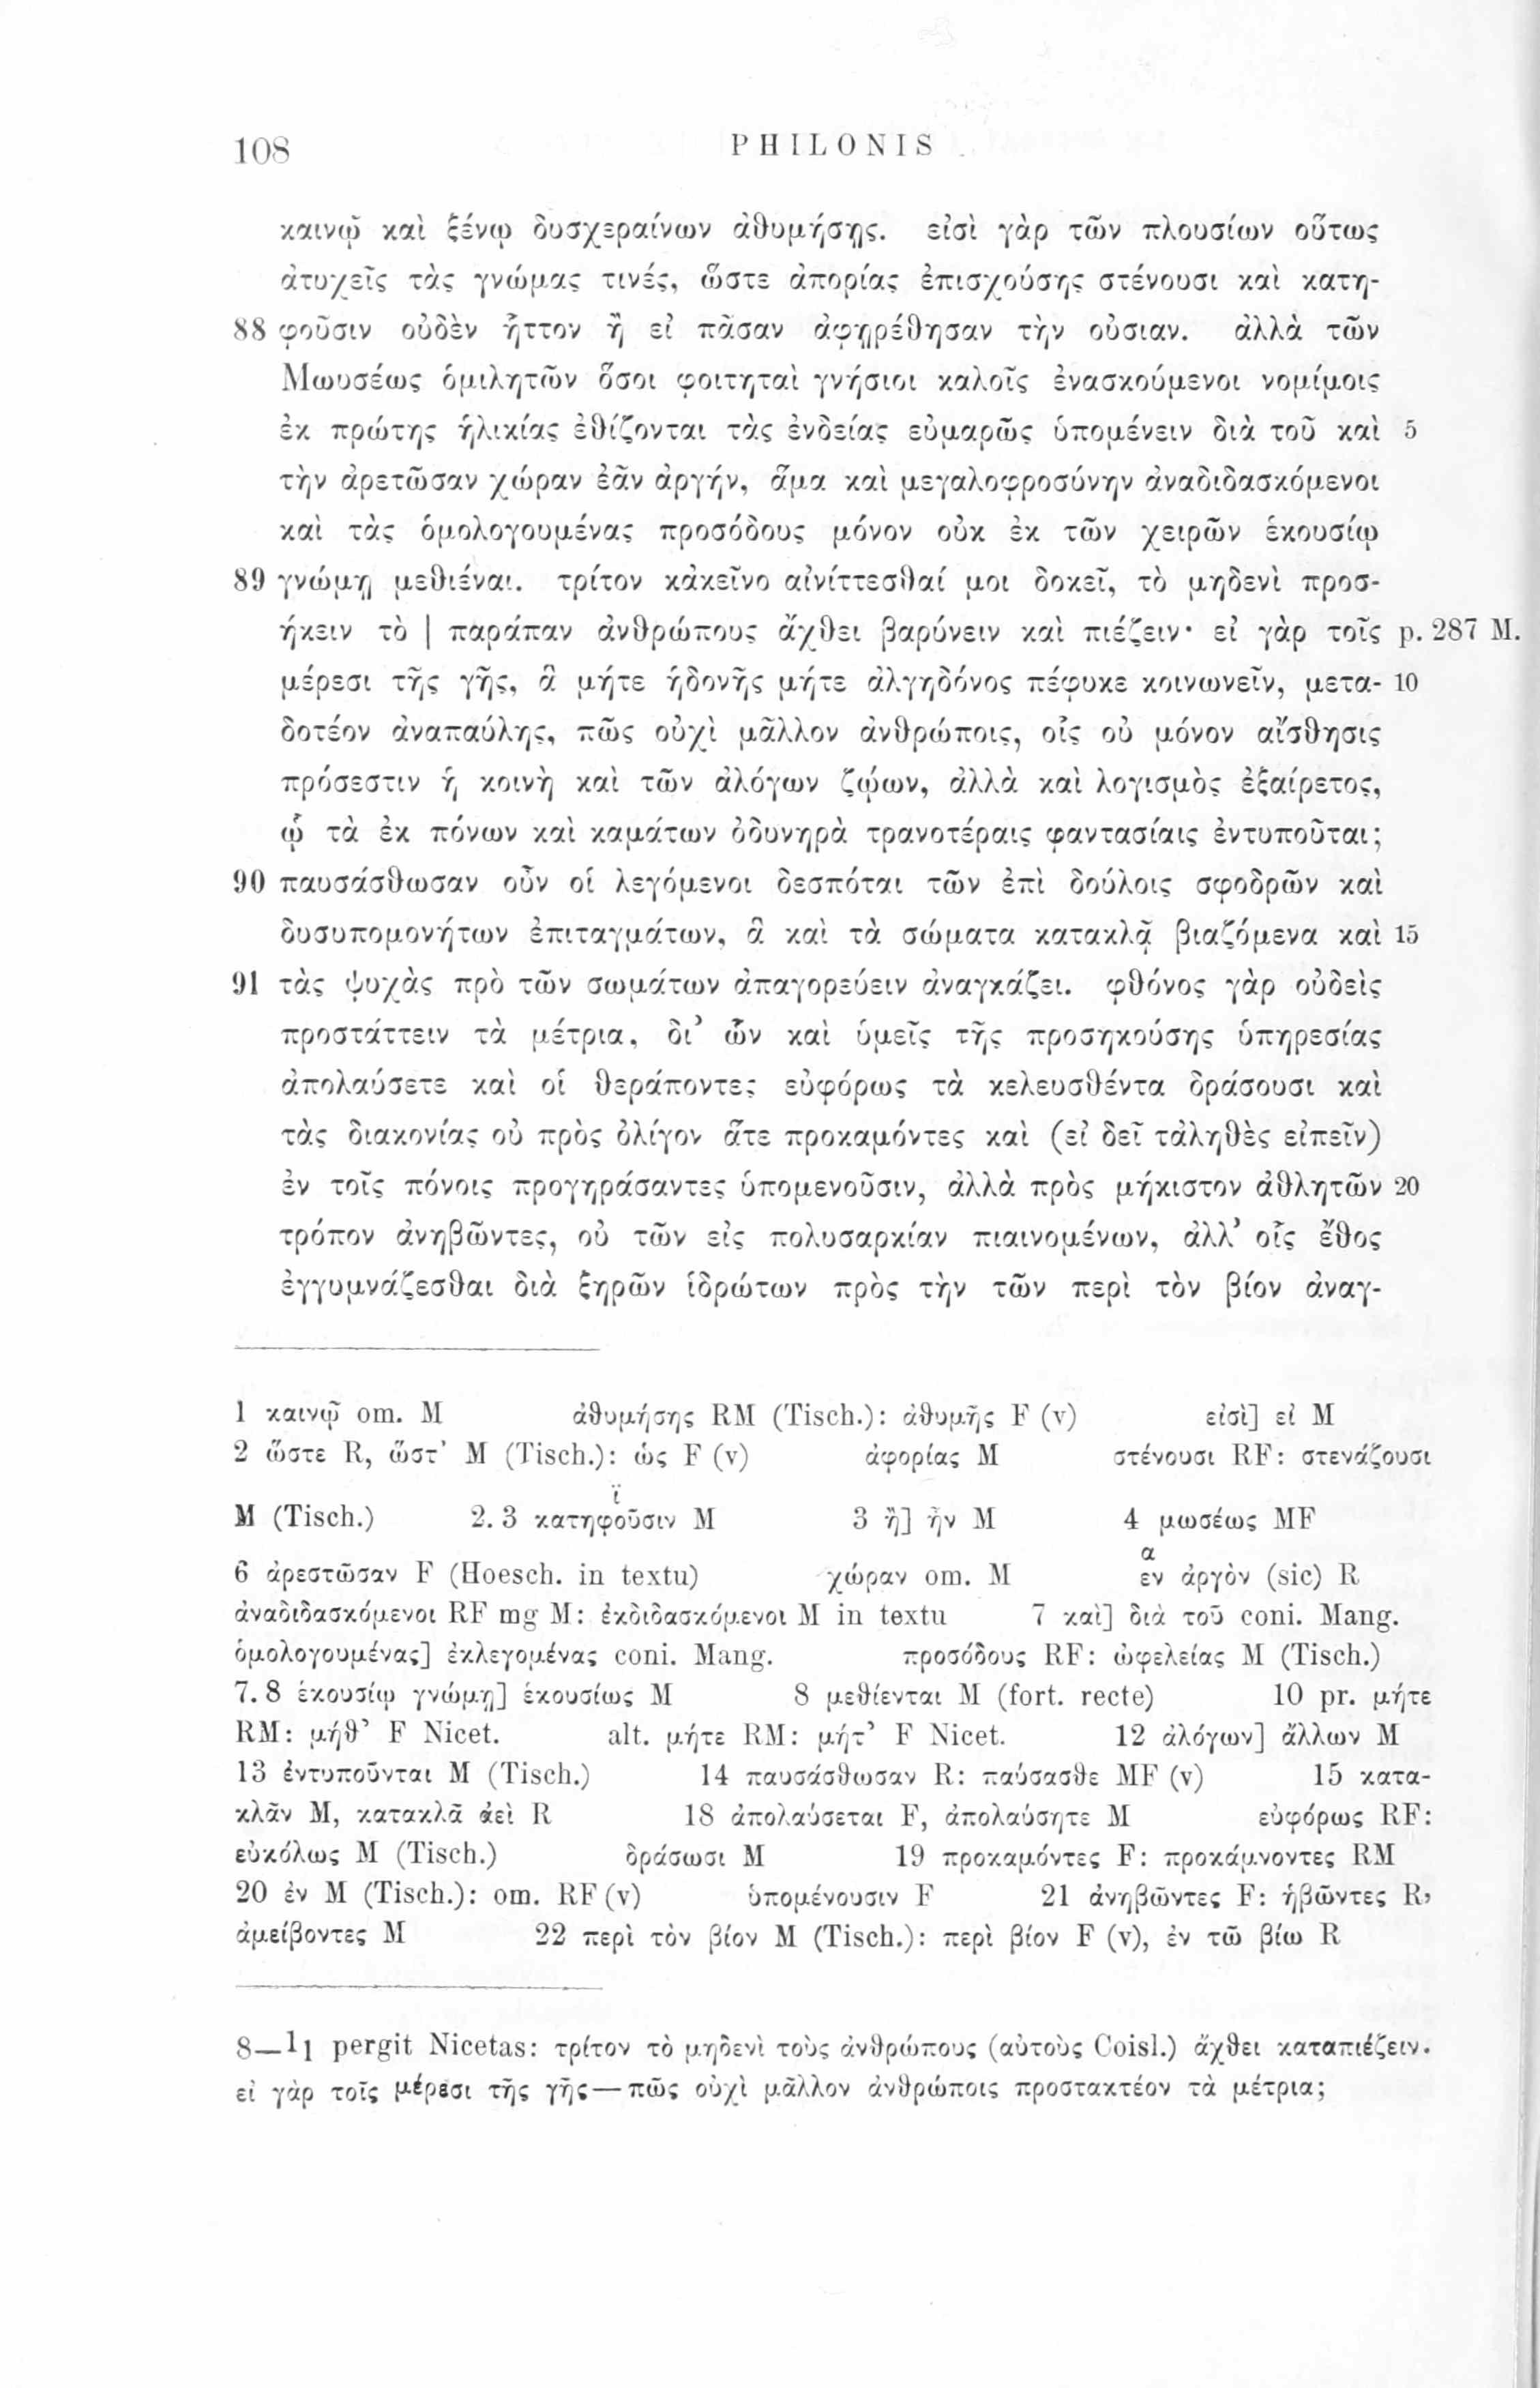 108 PHILONIS
καινῷ καὶ ξένῳ δυσχεραίνων ἀθυμήσῃς. εἰσὶ γὰρ τῶν πλουσίων οὕτως
ἀτυχεῖς τὰς γνώμας τινές, ὥστε ἀπορίας ἐπισχούσης στένουσι καὶ κατη-
88 φοῦσιν οὐδὲν ἧττον ἢ εἰ πᾶσαν ἀφῃρέθησαν τὴν οὐσιαν. ἀλλὰ τῶν
Μωυσέως ὁμιλητῶν ὅσοι φοιτηταὶ γνήσιοι καλοῖς ἐνασκούμενοι νομίμοις
ἐκ πρώτης ἡλικίας ἐθίζονται τὰς ἐνδείας εὐμαρῶς ὑπομένειν διὰ τοῦ καὶ 5
τὴν ἀρετῶσαν χώραν ἐᾶν ἀργήν, ἅμα καὶ μεγαλοφροσύνην ἀναδιδασκόμενοι
καὶ τὰς ὁμολογουμένας προσόδους μόνον οὐκ ἐκ τῶν χειρῶν ἑκουσίῳ
89 γνώμῃ μεθιέναι. τρίτον κἀκεῖνο αἰνίττεσθαί μοι δοκεῖ, τὸ μηδενὶ προσ-
ήκειν τὸ | παράπαν ἀνθρώπους ἄχθει βαρύνειν καὶ πιέζειν· εἰ γὰρ τοῖς p. 287 M.
μέρεσι τῆς γῆς, ἃ μήτε ἡδονῆς μήτε ἀλγηδόνος πέφυκε κοινωνεῖν, μετα- 10
δοτέον ἀναπαύλης, πῶς οὐχὶ μᾶλλον ἀνθρώποις, οἷς οὐ μόνον αἴσθησις
πρόσεστιν ἡ κοινὴ καὶ τῶν ἀλόγων ζῴων, ἀλλὰ καὶ λογισμὸς ἐξαίρετος,
ᾧ τὰ ἐκ πόνων καὶ καμάτων ὀδυνηρὰ τρανοτέραις φαντασίαις ἐντυποῦται;
90 παυσάσθωσαν οὖν οἱ λεγόμενοι δεσπόται τῶν ἐπὶ δούλοις σφοδρῶν καὶ
δυσυπομονήτων ἐπιταγμάτων, ἃ καὶ τὰ σώματα κατακλᾷ βιαζόμενα καὶ 15
91 τὰς ψυχὰς πρὸ τῶν σωμάτων ἀπαγορεύειν ἀναγκάζει. φθόνος γὰρ οὐδεὶς
προστάττειν τὰ μέτρια, δι’ ὧν καὶ ὑμεῖς τῆς προσηκούσης ὑπηρεσίας
ἀπολαύσετε καὶ οἱ θεράποντες εὐφόρως τὰ κελευσθέντα δράσουσι καὶ
τὰς διακονίας οὐ πρὸς ὀλίγον ἅτε προκαμόντες καὶ (εἰ δεῖ τἀληθὲς εἰπεῖν)
ἐν τοῖς πόνοις προγηράσαντες ὑπομενοῦσιν, ἀλλὰ πρὸς μήκιστον ἀθλητῶν 20
τρόπον ἀνηβῶντες, οὐ τῶν εἰς πολυσαρκίαν πιαινομένων, ἀλλ’ οἷς ἔθος
ἐγγυμνάζεσθαι διὰ ξηρῶν ἱδρώτων πρὸς τὴν τῶν περὶ τὸν βίον ἀναγ-
1 καινῷ om. M ἀθυμήσης RM (Tisch.): ἀθυμῆς F (v) εἰσὶ] εἰ M
2 ὥστε R, ὥστ’ M (Tisch.): ὡς F (v) ἀφορίας M στένουσι RF: στενάζουσι
M (Tisch.) 2. 3 κατηφοῦσιν M 3 ἢ] ἦν M 4 μωσέως MF
6 ἀρεστῶσαν F (Hoesch. in textu) χώραν om. M εν ἀργὸν (sic) R
ἀναδιδασκόμενοι RF mg M: ἐκδιδασκόμενοι M in textu 7 καὶ] διὰ τοῦ coni. Mang.
ὁμολογουμένας] ἐκλεγομένας coni. Mang. προσόδους RF: ὠφελείας M (Tisch.)
7. 8 ἑκουσίῳ γνώμῃ] ἑκουσίως M 8 μεθίενται M (fort. recte) 10 pr. μήτε
RM: μήθ’ F Nicet. alt. μήτε RM: μήτ’ F Nicet. 12 ἀλόγων] ἄλλων M
13 ἐντυποῦνται M (Tisch.) 14 παυσάσθωσαν R: παύσασθε MF (v) 15 κατα-
κλᾶν M, κατακλᾶ ἀεὶ R 18 ἀπολαύσεται F, ἀπολαύσητε M εὐφόρως RF:
εὐκόλως M (Tisch.) δράσωσι M 19 προκαμόντες F: προκάμνοντες RM
20 ἐν M (Tisch.): om. RF (v) ὑπομένουσιν F 21 ἀνηβῶντες F: ἡβῶντες R,
ἀμείβοντες M 22 περὶ τὸν βίον M (Tisch.): περὶ βίον F (v), ἐν τῶ βίω R
8—11 pergit Nicetas: τρίτον τὸ μηδενὶ τοὺς ἀνθρώπους (αὐτοὺς Coisl.) ἄχθει καταπιέζειν.
εἰ γὰρ τοῖς μέρεσι τῆς γῆς — πῶς οὐχὶ μᾶλλον ἀνθρώποις προστακτέον τὰ μέτρια;